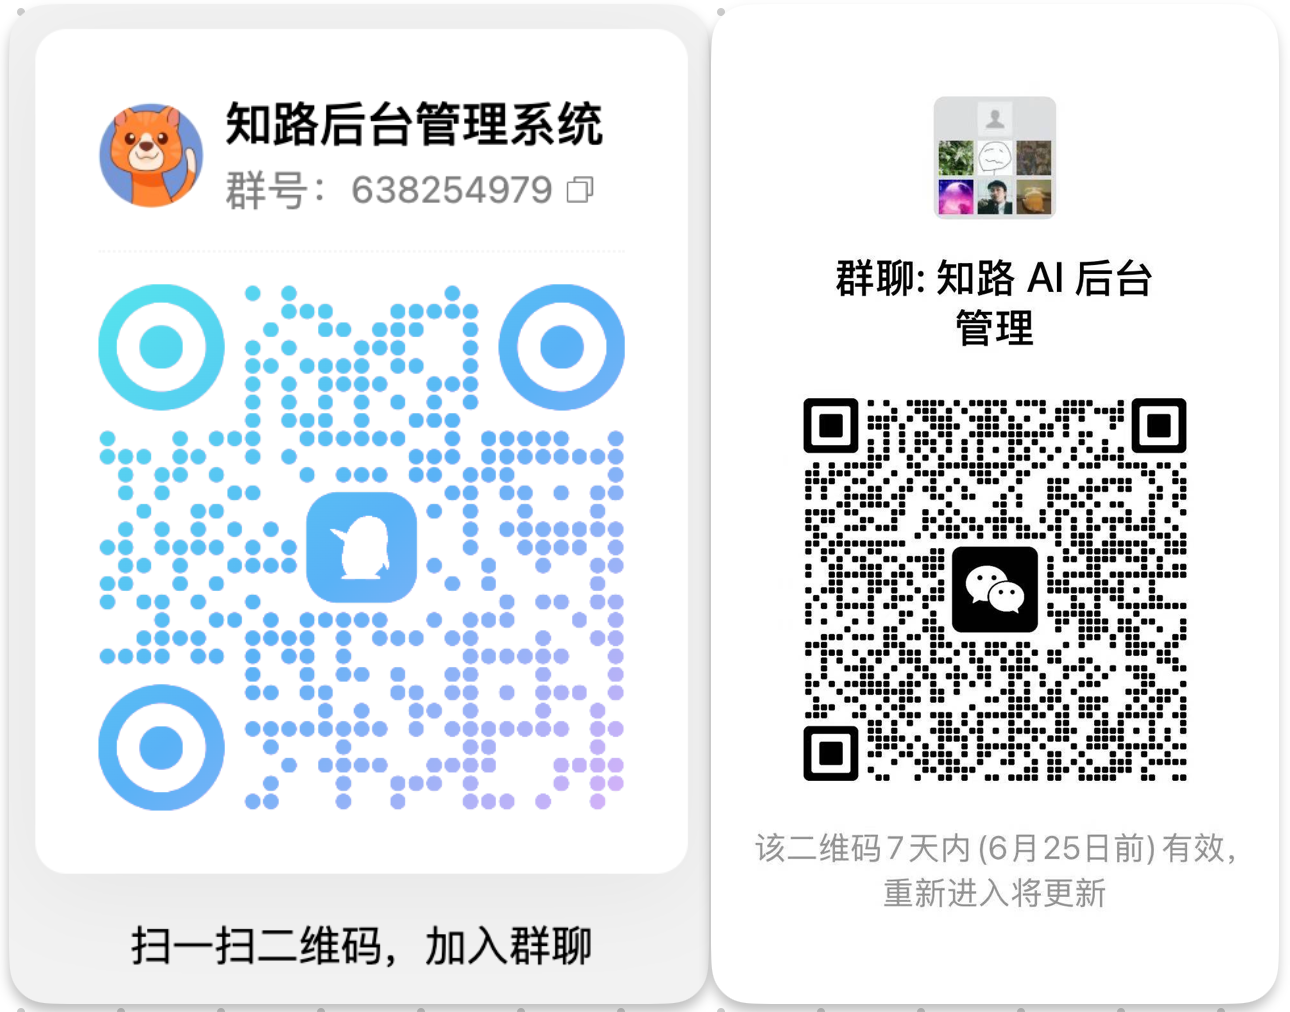 知路后台管理系统
群号：638254979
扫一扫二维码，加入群聊
群聊: 知路 AI 后台
管理
该二维码7天内(6月25日前)有效，
重新进入将更新